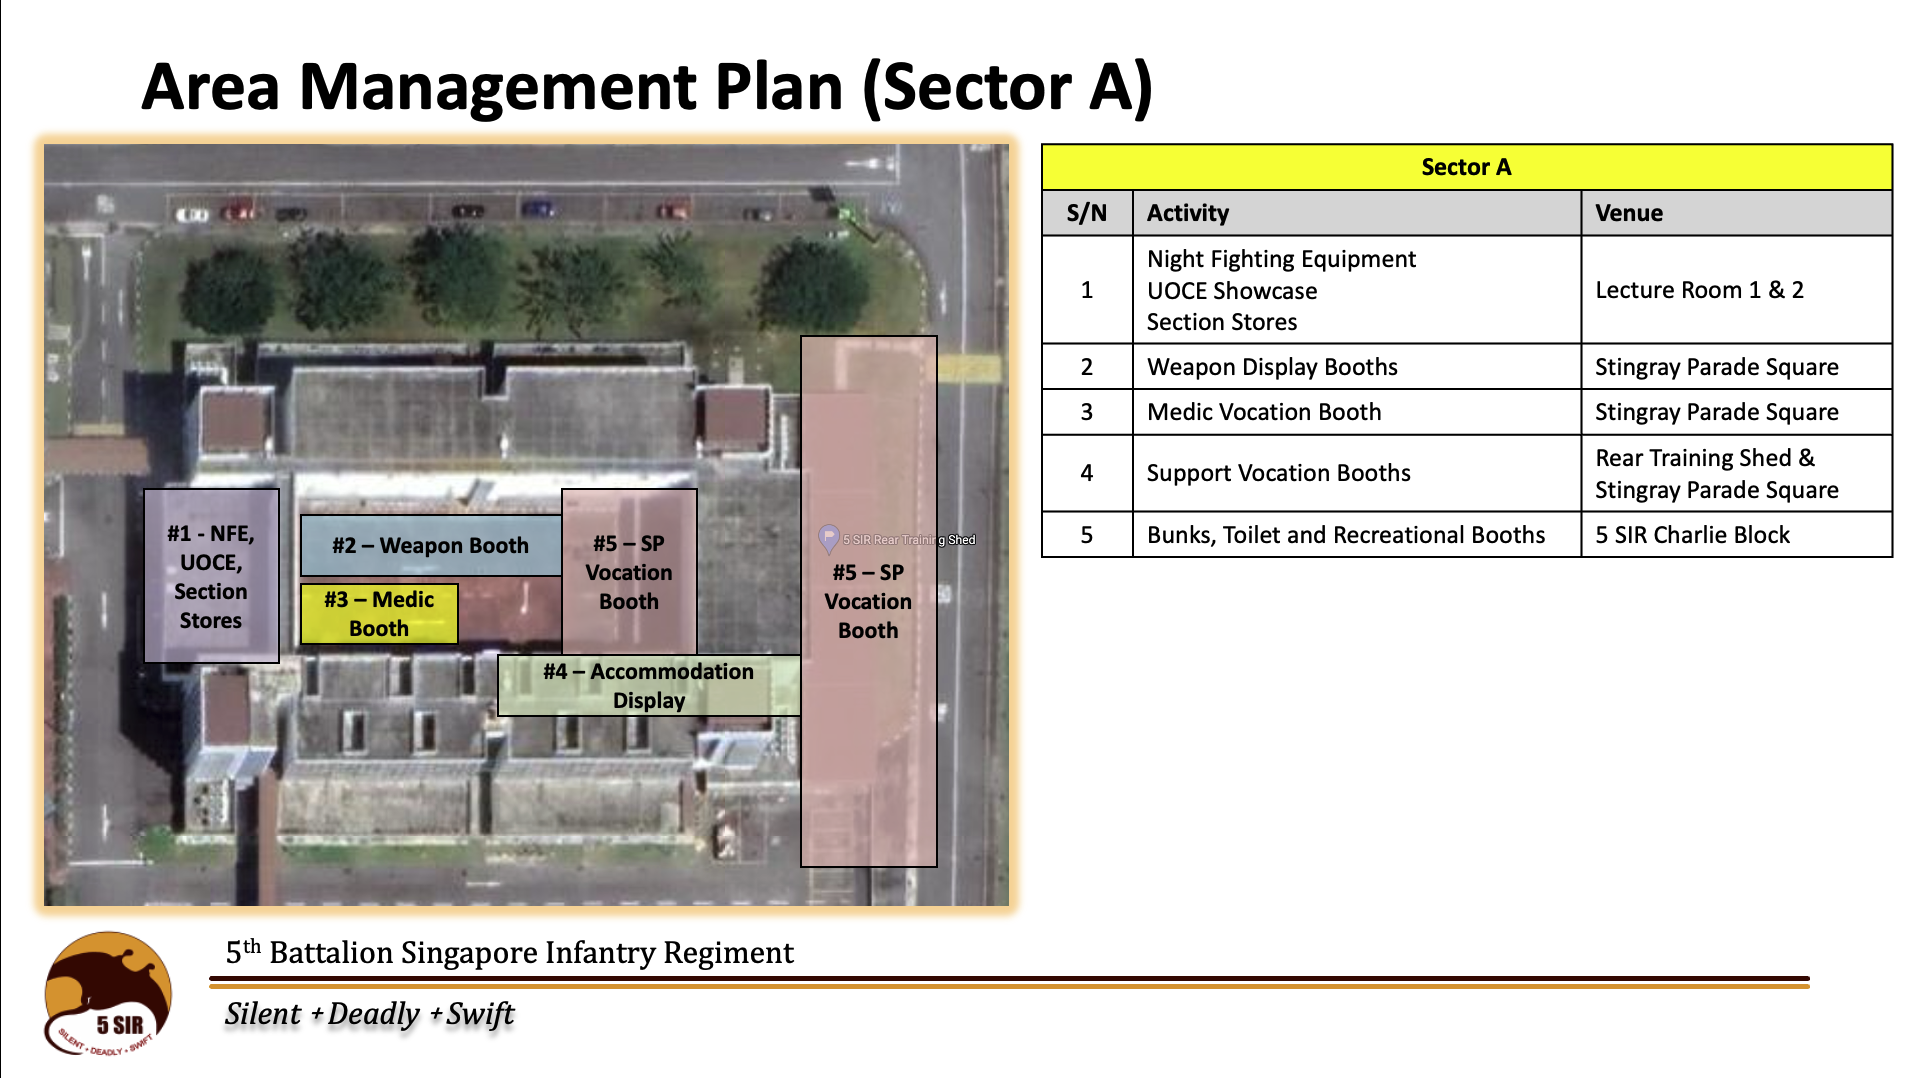 Area Management Plan (Sector A)
#1 - NFE,
UOCE,
Section
Stores
#2 – Weapon Booth
#3 – Medic
Booth
#5 – SP
Vocation
Booth
#4 – Accommodation
Display
5 SIR Rear Training Shed
#5 – SP
Vocation
Booth
Sector A
S/N Activity Venue
1 Night Fighting Equipment
UOCE Showcase
Section Stores
Lecture Room 1 & 2
2 Weapon Display Booths Stingray Parade Square
3 Medic Vocation Booth Stingray Parade Square
4 Support Vocation Booths Rear Training Shed &
Stingray Parade Square
5 Bunks, Toilet and Recreational Booths 5 SIR Charlie Block
5th Battalion Singapore Infantry Regiment
Silent + Deadly + Swift
5 SIR
SILENT • DEADLY • SWIFT